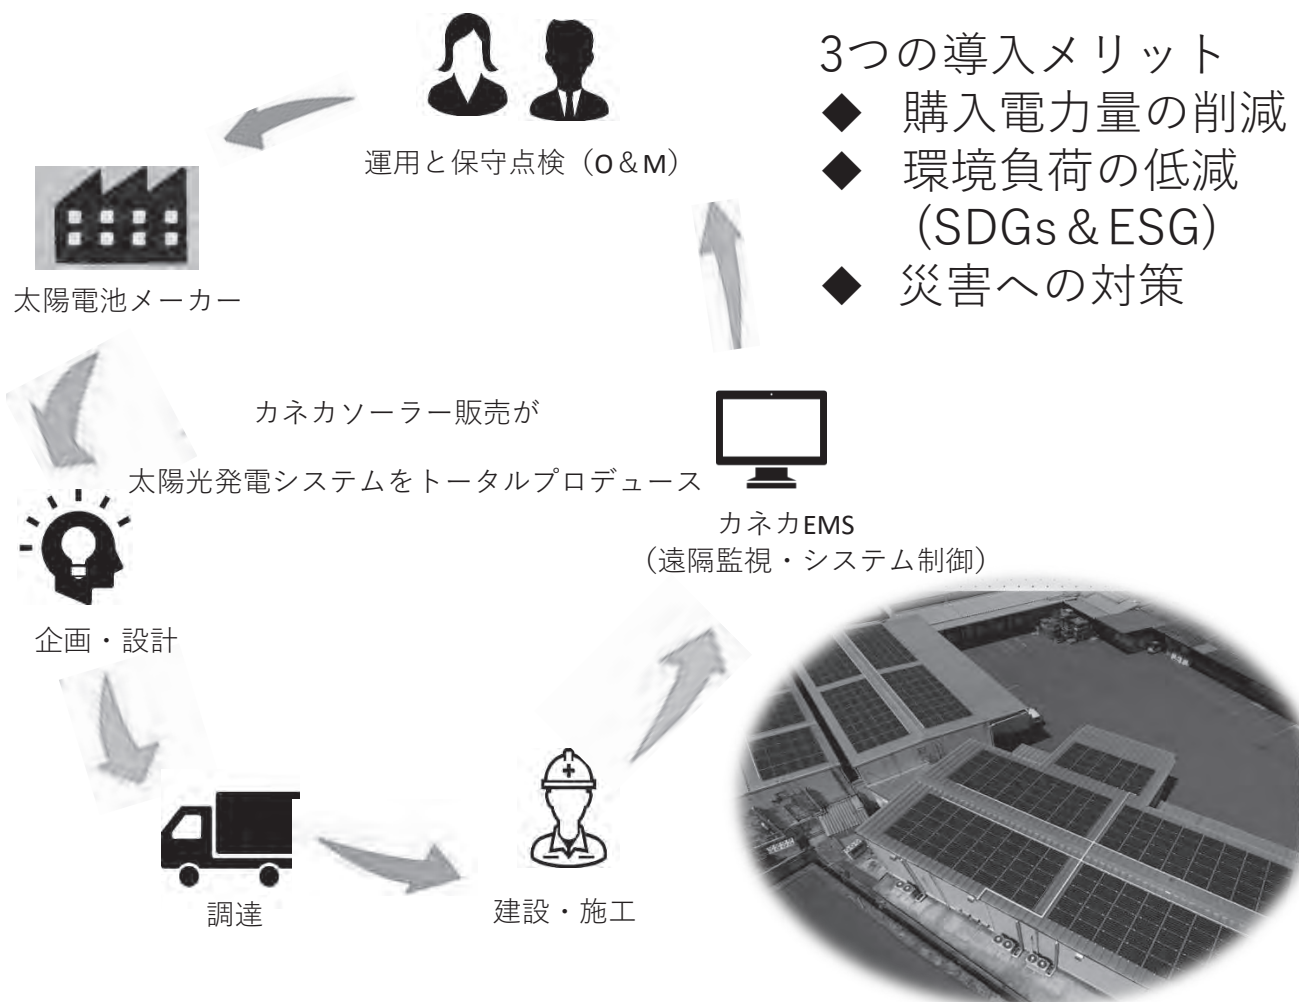 3つの導入メリット
◆ 購入電力量の削減
◆ 環境負荷の低減
（SDGs＆ESG）
◆ 災害への対策
運用と保守点検（O＆M）
太陽電池メーカー
カネカソーラー販売が
太陽光発電システムをトータルプロデュース
カネカEMS
（遠隔監視・システム制御）
企画・設計
調達
建設・施工